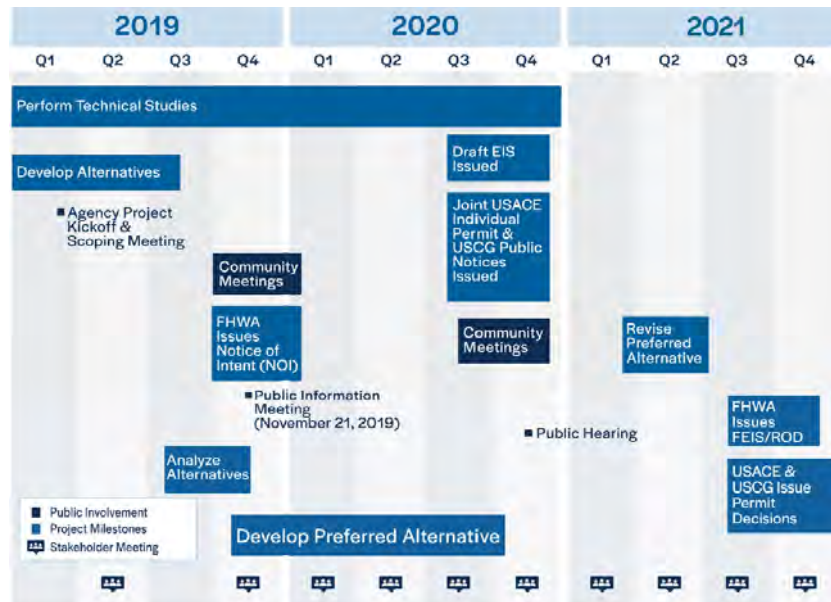 2019
2020
2021
Q1 Q2 Q3 Q4 Q1 Q2 Q3 Q4 Q1 Q2 Q3 Q4
Perform Technical Studies
Draft EIS
Issued
Develop Alternatives
Joint USACE
Individual
Permit &
USCG Public
Notices
Issued
Agency Project
Kickoff &
Scoping Meeting
Community
Meetings
FHWA
Issues
Notice of
Intent (NOI)
Community
Meetings
Revise
Preferred
Alternative
Public Information
Meeting
(November 21, 2019)
Public Hearing
FHWA
Issues
FEIS/ROD
Analyze
Alternatives
USACE &
USCG Issue
Permit
Decisions
Public Involvement
Project Milestones
Stakeholder Meeting
Develop Preferred Alternative